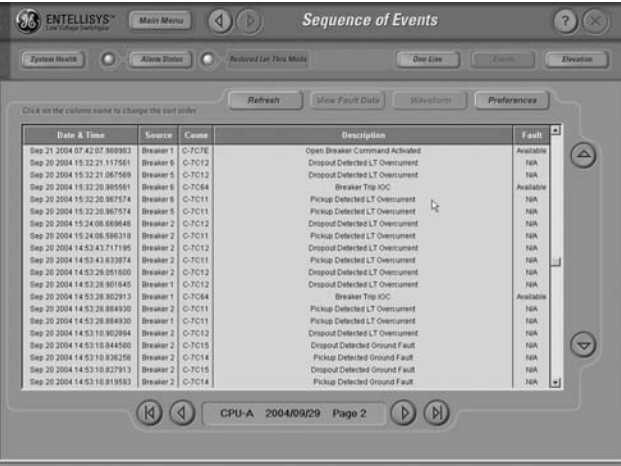 ENTELLISYS™ Main Menu Sequence of Events ?
Low Voltage Switchgear
System Health Alarm Status Reduced Let-Thru Mode One-Line Events Elevation
Refresh View Fault Data Waveform Preferences
Click on the column name to change the sort order.
Date & Time Source Cause Description Fault
Sep 21 2004 07:42:07.988983 Breaker 1 C-7C7E Open Breaker Command Activated Available
Sep 20 2004 15:32:21.117561 Breaker 6 C-7C12 Dropout Detected LT Overcurrent N/A
Sep 20 2004 15:32:21.067569 Breaker 5 C-7C12 Dropout Detected LT Overcurrent N/A
Sep 20 2004 15:32:20.985561 Breaker 6 C-7C64 Breaker Trip IOC Available
Sep 20 2004 15:32:20.967574 Breaker 6 C-7C11 Pickup Detected LT Overcurrent N/A
Sep 20 2004 15:32:20.967574 Breaker 5 C-7C11 Pickup Detected LT Overcurrent N/A
Sep 20 2004 15:24:06.669646 Breaker 2 C-7C12 Dropout Detected LT Overcurrent N/A
Sep 20 2004 15:24:06.586318 Breaker 2 C-7C11 Pickup Detected LT Overcurrent N/A
Sep 20 2004 14:53:43.717195 Breaker 2 C-7C12 Dropout Detected LT Overcurrent N/A
Sep 20 2004 14:53:43.633874 Breaker 2 C-7C11 Pickup Detected LT Overcurrent N/A
Sep 20 2004 14:53:29.051600 Breaker 2 C-7C12 Dropout Detected LT Overcurrent N/A
Sep 20 2004 14:53:28.901645 Breaker 1 C-7C12 Dropout Detected LT Overcurrent N/A
Sep 20 2004 14:53:28.902913 Breaker 1 C-7C64 Breaker Trip IOC Available
Sep 20 2004 14:53:28.884930 Breaker 2 C-7C11 Pickup Detected LT Overcurrent N/A
Sep 20 2004 14:53:28.884930 Breaker 1 C-7C11 Pickup Detected LT Overcurrent N/A
Sep 20 2004 14:53:10.902894 Breaker 2 C-7C12 Dropout Detected LT Overcurrent N/A
Sep 20 2004 14:53:10.844580 Breaker 2 C-7C15 Dropout Detected Ground Fault N/A
Sep 20 2004 14:53:10.836256 Breaker 2 C-7C14 Pickup Detected Ground Fault N/A
Sep 20 2004 14:53:10.827913 Breaker 2 C-7C15 Dropout Detected Ground Fault N/A
Sep 20 2004 14:53:10.819593 Breaker 2 C-7C14 Pickup Detected Ground Fault N/A
CPU-A 2004/09/29 Page 2